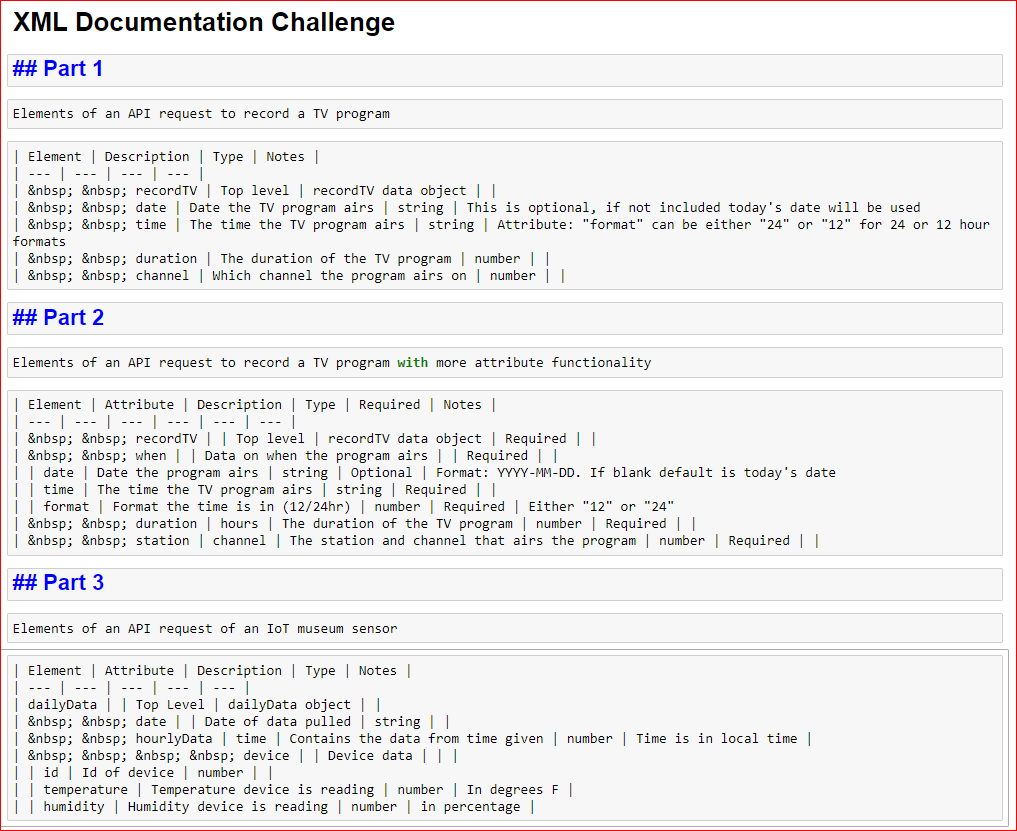 XML Documentation Challenge
## Part 1
Elements of an API request to record a TV program
| Element | Description | Type | Notes |
| --- | --- | --- | --- |
| &nbsp; &nbsp; recordTV | Top level | recordTV data object | |
| &nbsp; &nbsp; date | Date the TV program airs | string | This is optional, if not included today's date will be used
| &nbsp; &nbsp; time | The time the TV program airs | string | Attribute: "format" can be either "24" or "12" for 24 or 12 hour
formats
| &nbsp; &nbsp; duration | The duration of the TV program | number | |
| &nbsp; &nbsp; channel | Which channel the program airs on | number | |
## Part 2
Elements of an API request to record a TV program with more attribute functionality
| Element | Attribute | Description | Type | Required | Notes |
| --- | --- | --- | --- | --- | --- |
| &nbsp; &nbsp; recordTV | | Top level | recordTV data object | Required | |
| &nbsp; &nbsp; when | | Data on when the program airs | | Required | |
| | date | Date the program airs | string | Optional | Format: YYYY-MM-DD. If blank default is today's date
| | time | The time the TV program airs | string | Required | |
| | format | Format the time is in (12/24hr) | number | Required | Either "12" or "24"
| &nbsp; &nbsp; duration | hours | The duration of the TV program | number | Required | |
| &nbsp; &nbsp; station | channel | The station and channel that airs the program | number | Required | |
## Part 3
Elements of an API request of an IoT museum sensor
| Element | Attribute | Description | Type | Notes |
| --- | --- | --- | --- | --- |
| dailyData | | Top Level | dailyData object | |
| &nbsp; &nbsp; date | | Date of data pulled | string | |
| &nbsp; &nbsp; hourlyData | time | Contains the data from time given | number | Time is in local time |
| &nbsp; &nbsp; &nbsp; &nbsp; device | | Device data | | |
| | id | Id of device | number | |
| | temperature | Temperature device is reading | number | In degrees F |
| | humidity | Humidity device is reading | number | in percentage |